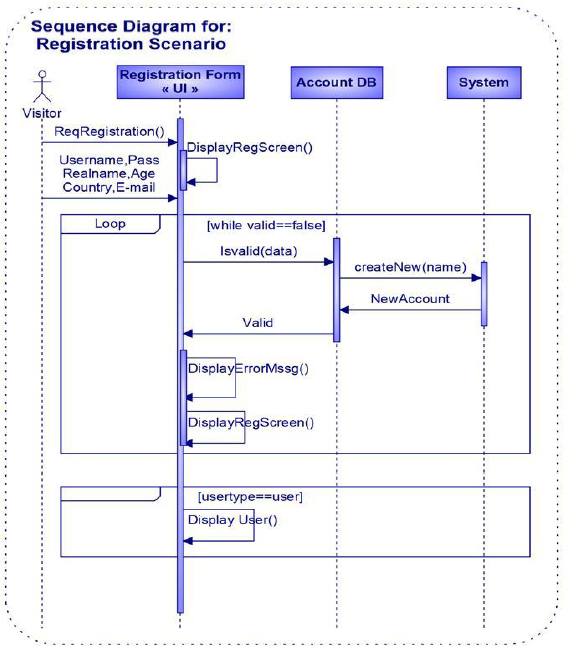 Sequence Diagram for:
Registration Scenario
Visitor
Registration Form
« UI »
Account DB
System
ReqRegistration()
DisplayRegScreen()
Username,Pass
Realname,Age
Country,E-mail
Loop
[while valid==false]
Isvalid(data)
createNew(name)
NewAccount
Valid
DisplayErrorMssg()
DisplayRegScreen()
[usertype==user]
Display User()